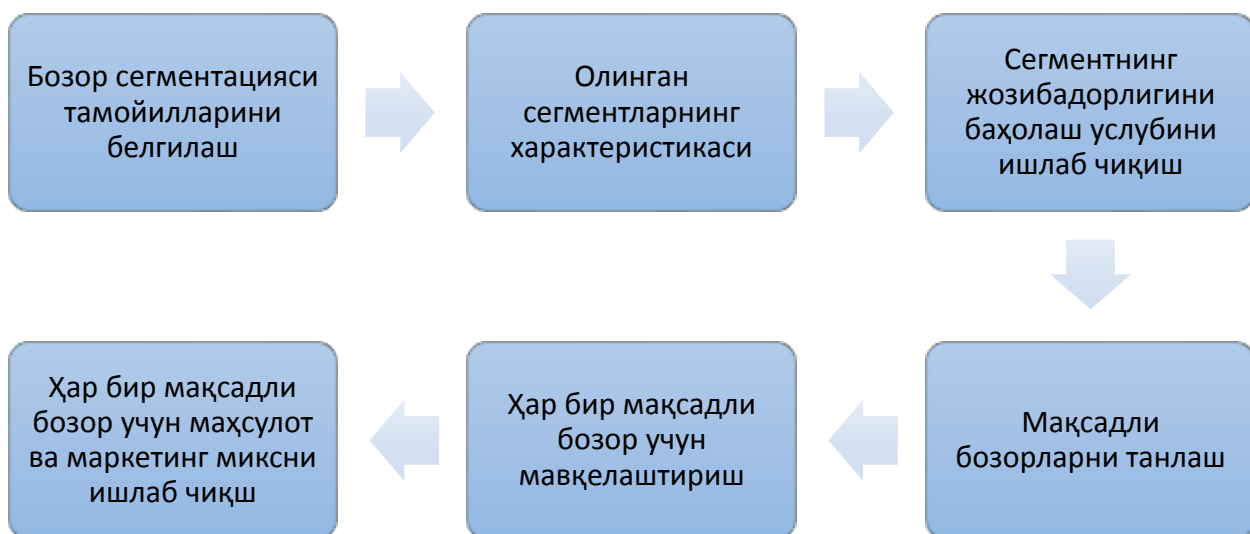 Бозор сегментацияси
тамойилларини
белгилаш
Олинган
сегментларнинг
характеристикаси
Сегментнинг
жозибадорлигини
баҳолаш услубини
ишлаб чиқиш
Мақсадли
бозорларни танлаш
Ҳар бир мақсадли
бозор учун
мавқелаштириш
Ҳар бир мақсадли
бозор учун маҳсулот
ва маркетинг миксни
ишлаб чиқш